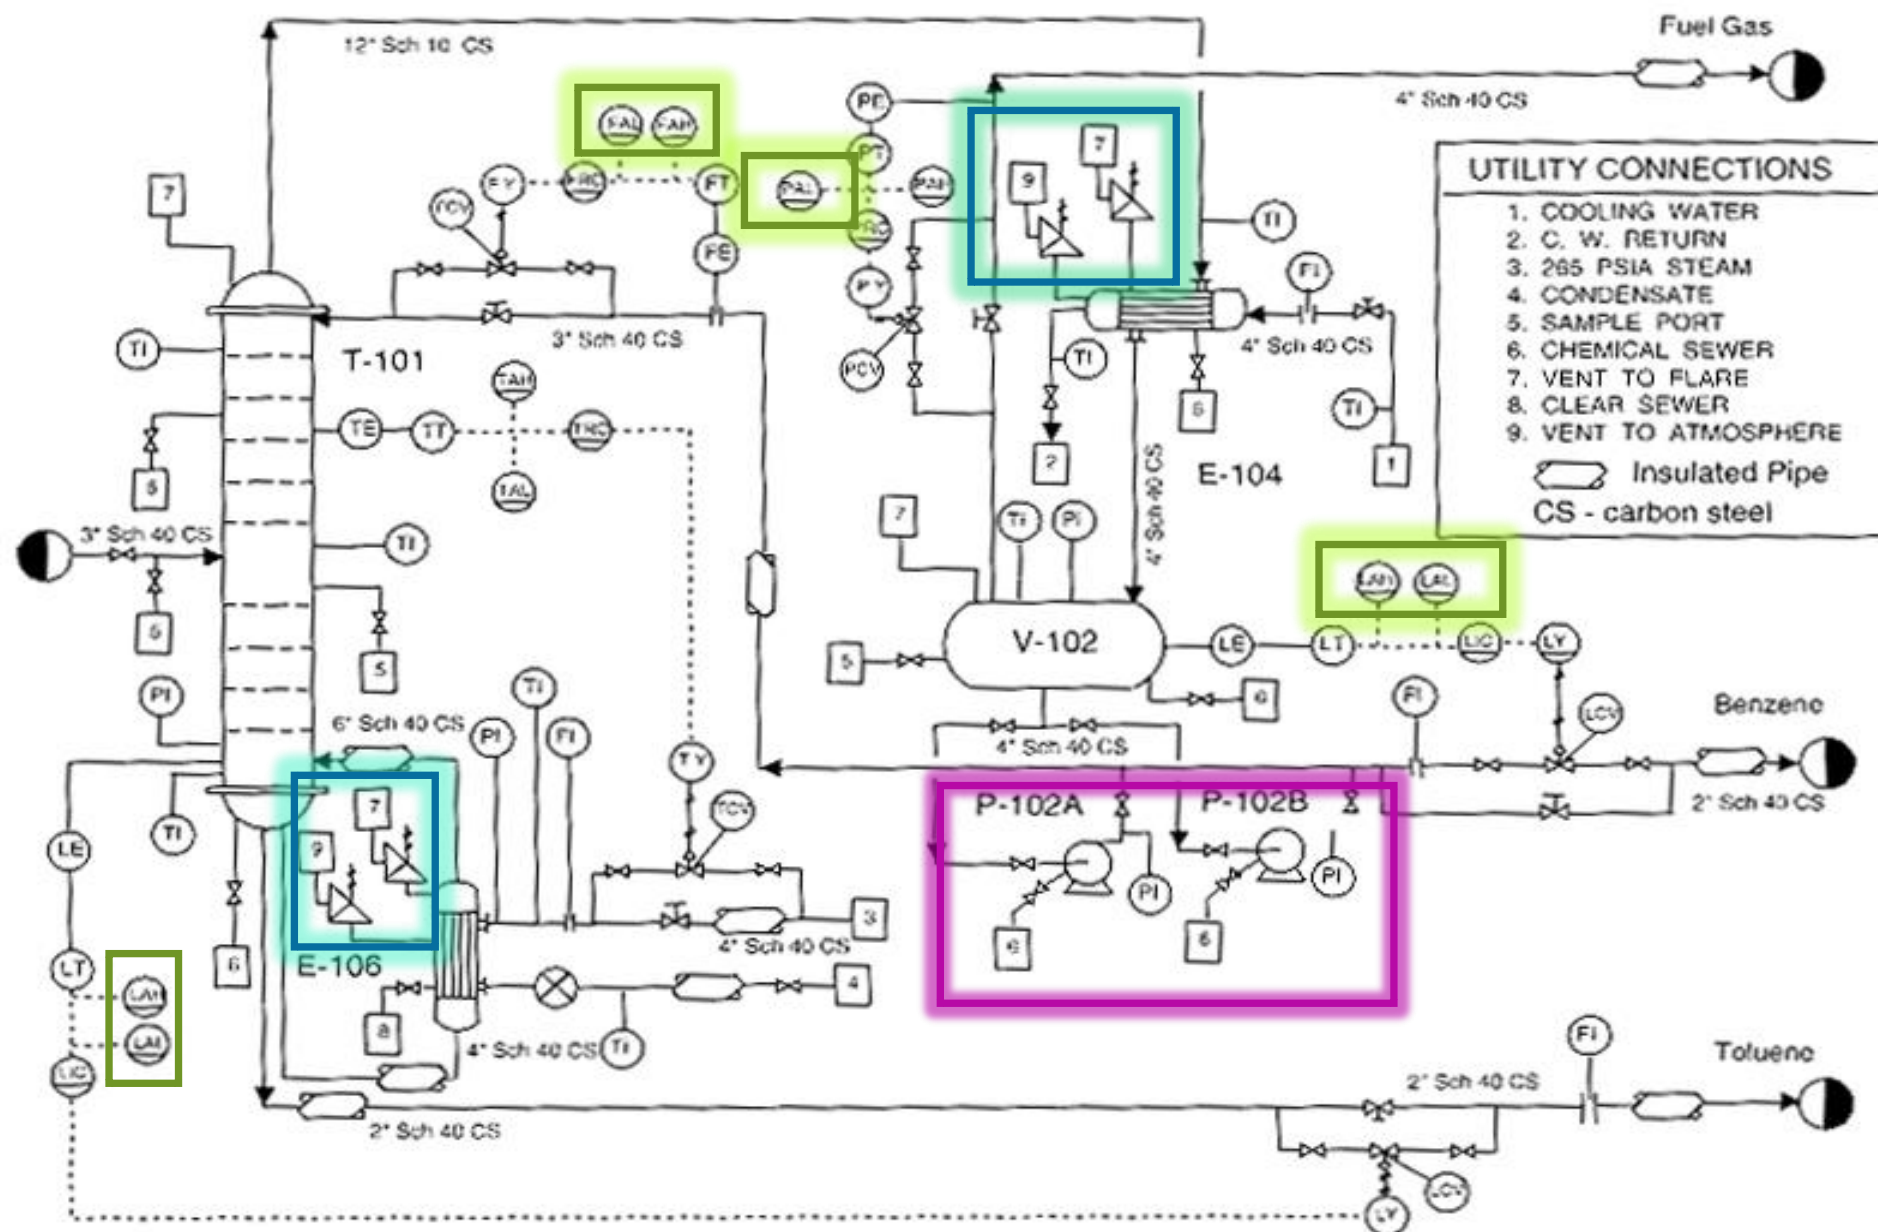 Fuel Gas
12" Sch 10 CS
4" Sch 40 CS
PE
FAL FAH
PT
7
7
9
FY FRC FT
PAL PAH
FCV
PRC
TI
FE
PY
FI
UTILITY CONNECTIONS
1. COOLING WATER
2. C. W. RETURN
3. 265 PSIA STEAM
4. CONDENSATE
5. SAMPLE PORT
6. CHEMICAL SEWER
7. VENT TO FLARE
8. CLEAR SEWER
9. VENT TO ATMOSPHERE
Insulated Pipe
CS - carbon steel
3" Sch 40 CS
4" Sch 40 CS
TI
T-101
TI
PCV
TAH
TI
TE TT TRC
TAL
5
2
E-104
1
4" Sch 40 CS
7
TI PI
3" Sch 40 CS
TI
LAH LAL
5
V-102
LE LT LIC LY
5
5
6
PI
TI
FI
LCV
Benzene
6" Sch 40 CS
PI
FI
4" Sch 40 CS
TY
P-102A P-102B
2" Sch 40 CS
7
TCV
TI
LE
9
PI
PI
3
4" Sch 40 CS
6
LT
6
E-106
4
LAH
8
LAL
4" Sch 40 CS
TI
LIC
FI
Toluene
2" Sch 40 CS
2" Sch 40 CS
LCV
LY